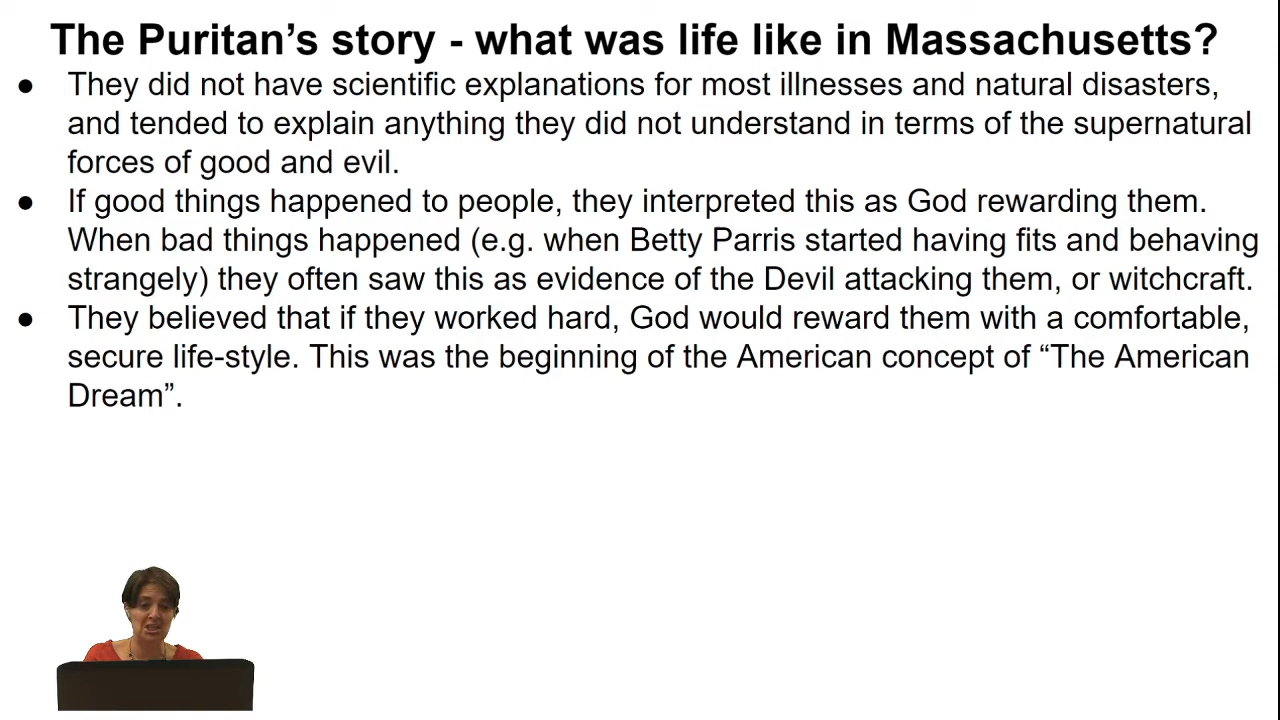 The Puritan’s story - what was life like in Massachusetts?
● They did not have scientific explanations for most illnesses and natural disasters,
and tended to explain anything they did not understand in terms of the supernatural
forces of good and evil.
● If good things happened to people, they interpreted this as God rewarding them.
When bad things happened (e.g. when Betty Parris started having fits and behaving
strangely) they often saw this as evidence of the Devil attacking them, or witchcraft.
● They believed that if they worked hard, God would reward them with a comfortable,
secure life-style. This was the beginning of the American concept of “The American
Dream”.